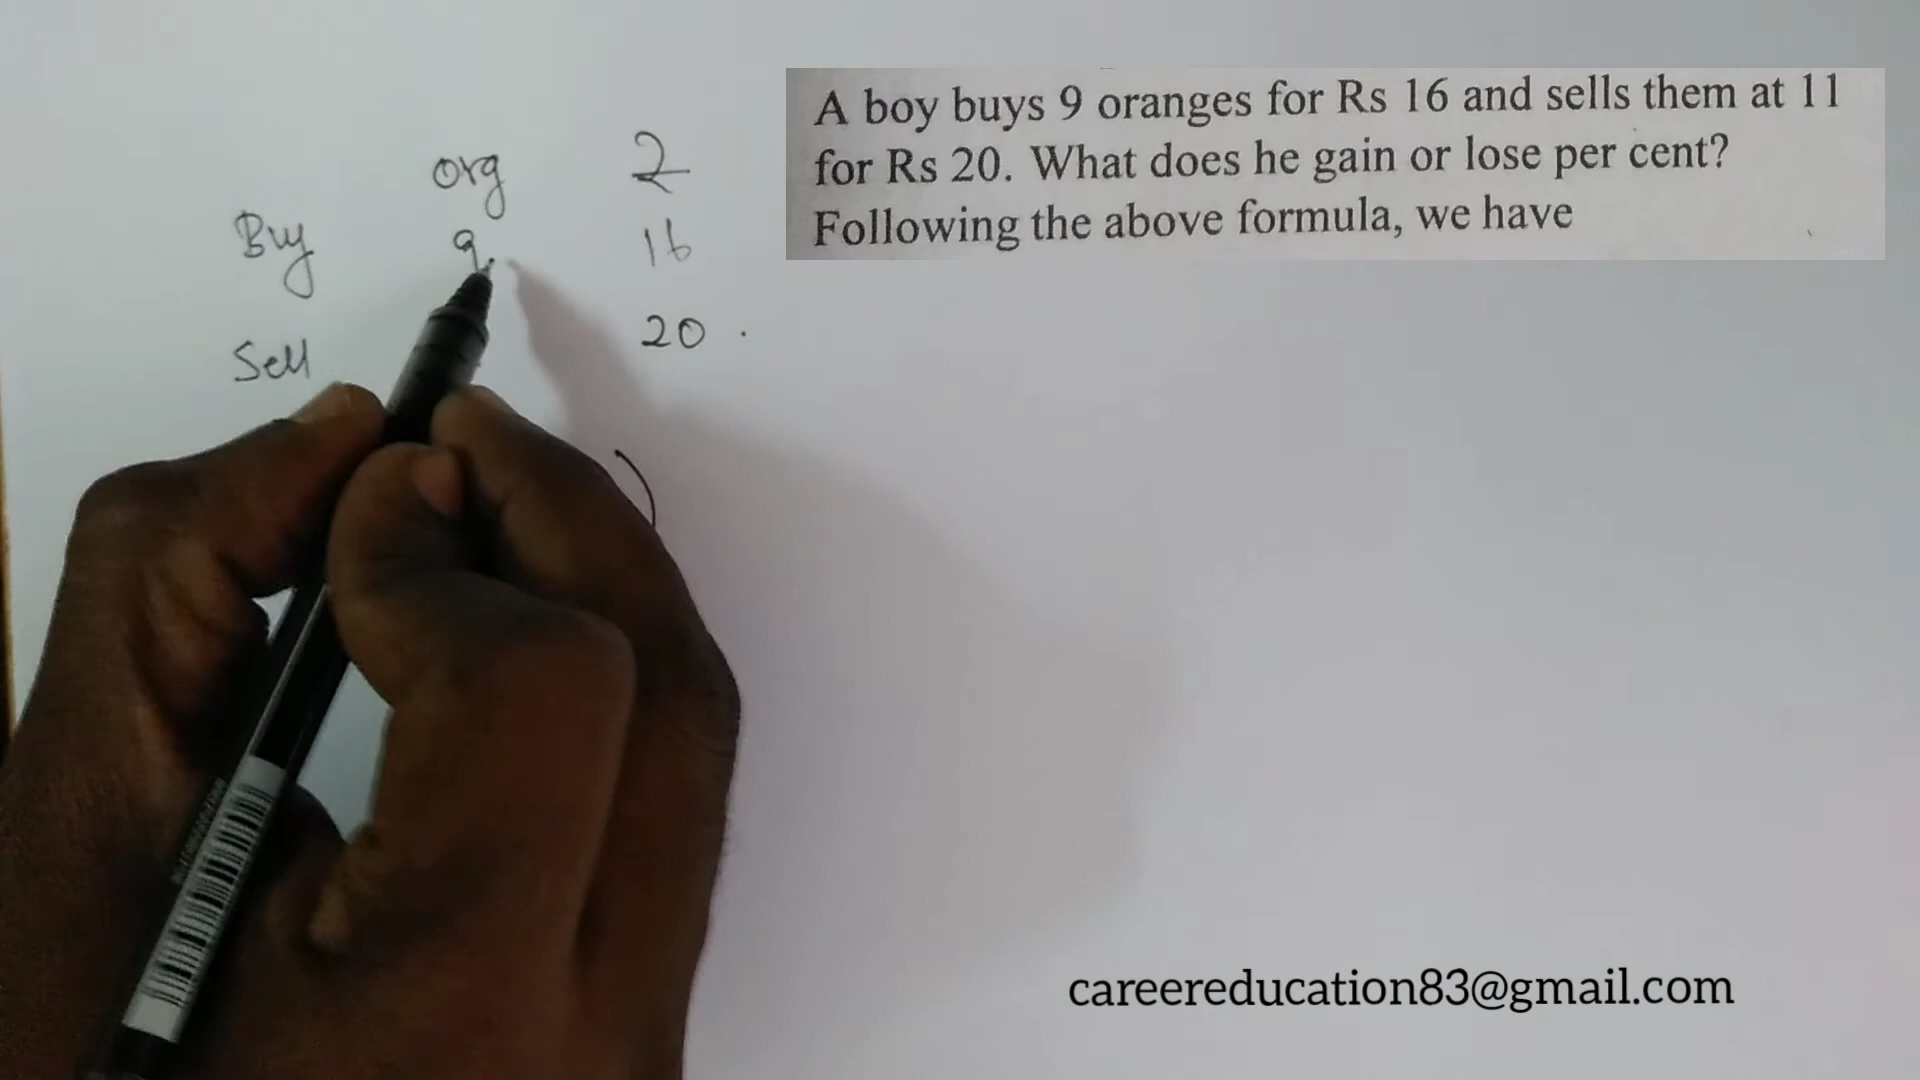 A boy buys 9 oranges for Rs 16 and sells them at 11
for Rs 20. What does he gain or lose per cent?
Following the above formula, we have
org
Buy 9 16
Sell 20
careereducation83@gmail.com